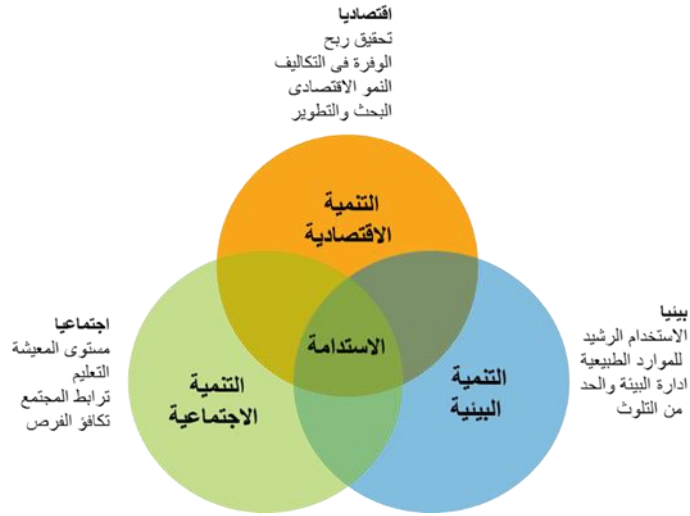 اقتصاديا
تحقيق ربح
الوفرة فى التكاليف
النمو الاقتصادى
البحث والتطوير
التنمية
الاقتصادية
بيئيا
الاستخدام الرشيد
للموارد الطبيعية
ادارة البيئة والحد
من التلوث
التنمية
البيئية
الاستدامة
التنمية
الاجتماعية
اجتماعيا
مستوى المعيشة
التعليم
ترابط المجتمع
تكافؤ الفرص